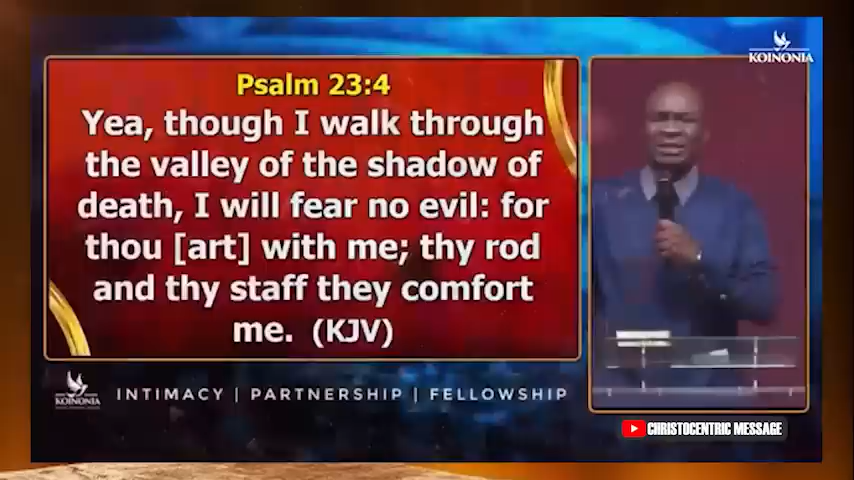 KOINONIA
Psalm 23:4
Yea, though I walk through
the valley of the shadow of
death, I will fear no evil: for
thou [art] with me; thy rod
and thy staff they comfort
me. (KJV)
KOINONIA
INTIMACY | PARTNERSHIP | FELLOWSHIP
CHRISTOCENTRIC MESSAGE